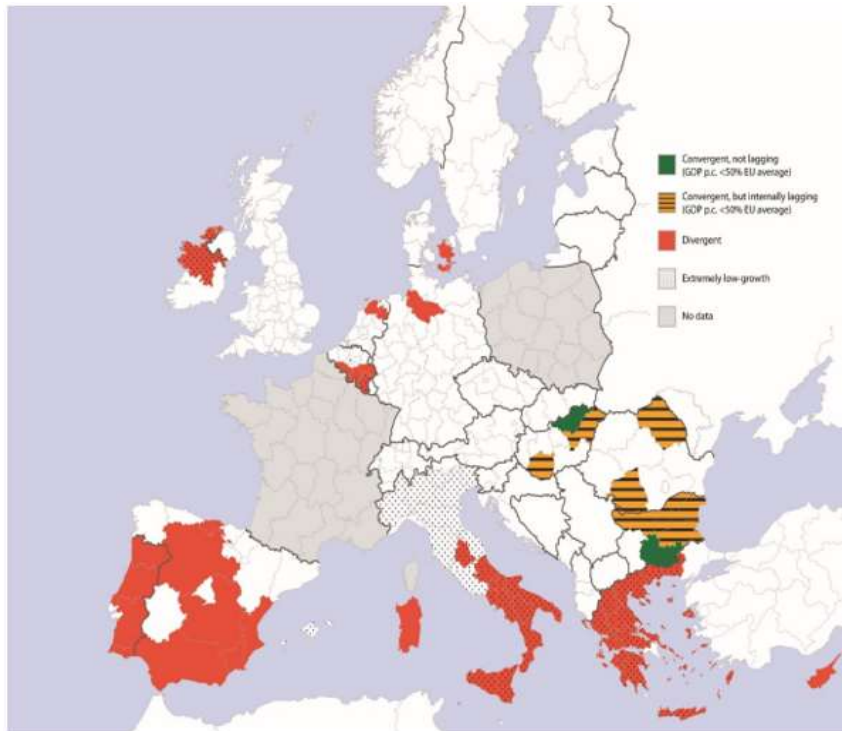 Convergent, not lagging
(GDP p.c. <50% EU average)
Convergent, but internally lagging
(GDP p.c. <50% EU average)
Divergent
Extremely low-growth
No data